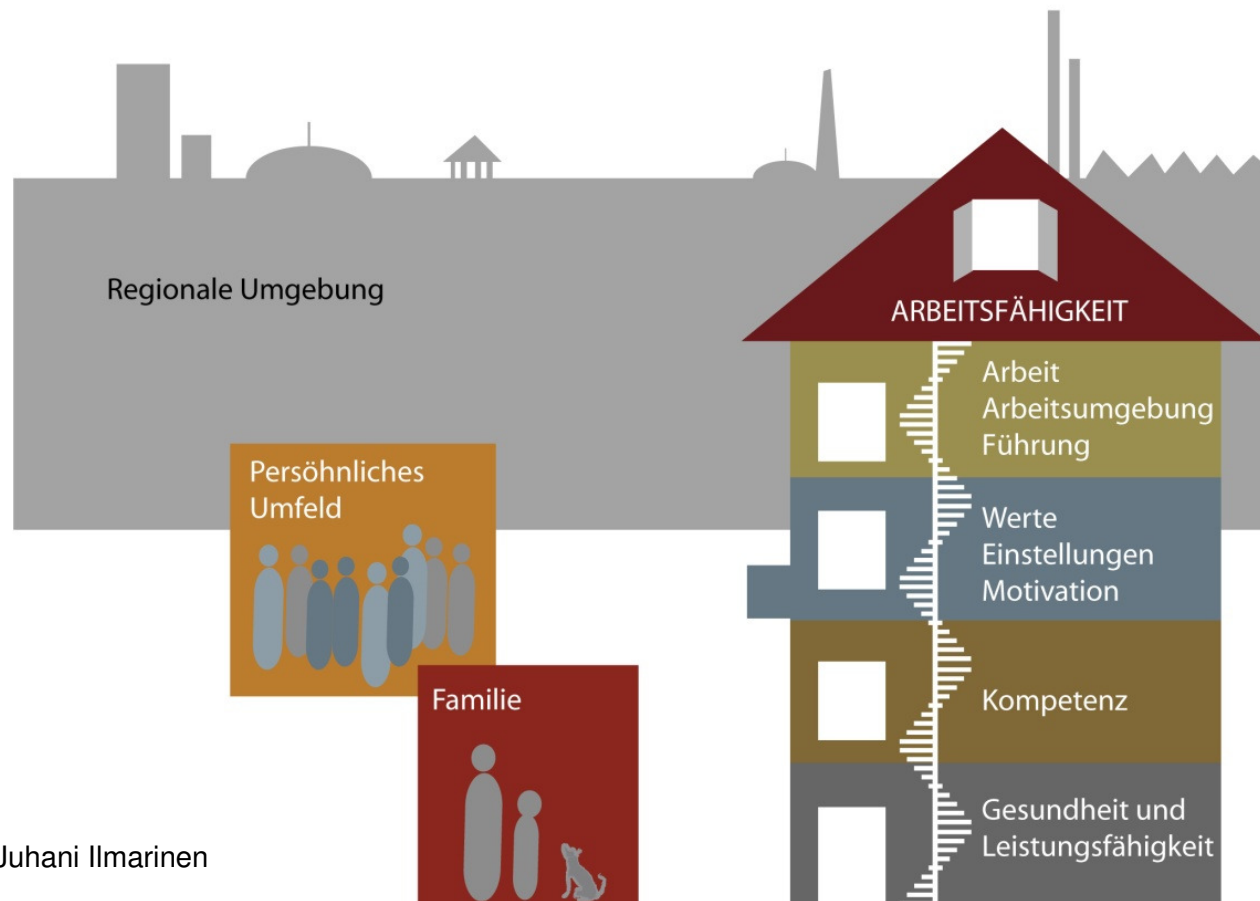 Regionale Umgebung
ARBEITSFÄHIGKEIT
Arbeit
Arbeitsumgebung
Führung
Persöhnliches
Umfeld
Werte
Einstellungen
Motivation
Familie
Kompetenz
Gesundheit und
Leistungsfähigkeit
Juhani Ilmarinen